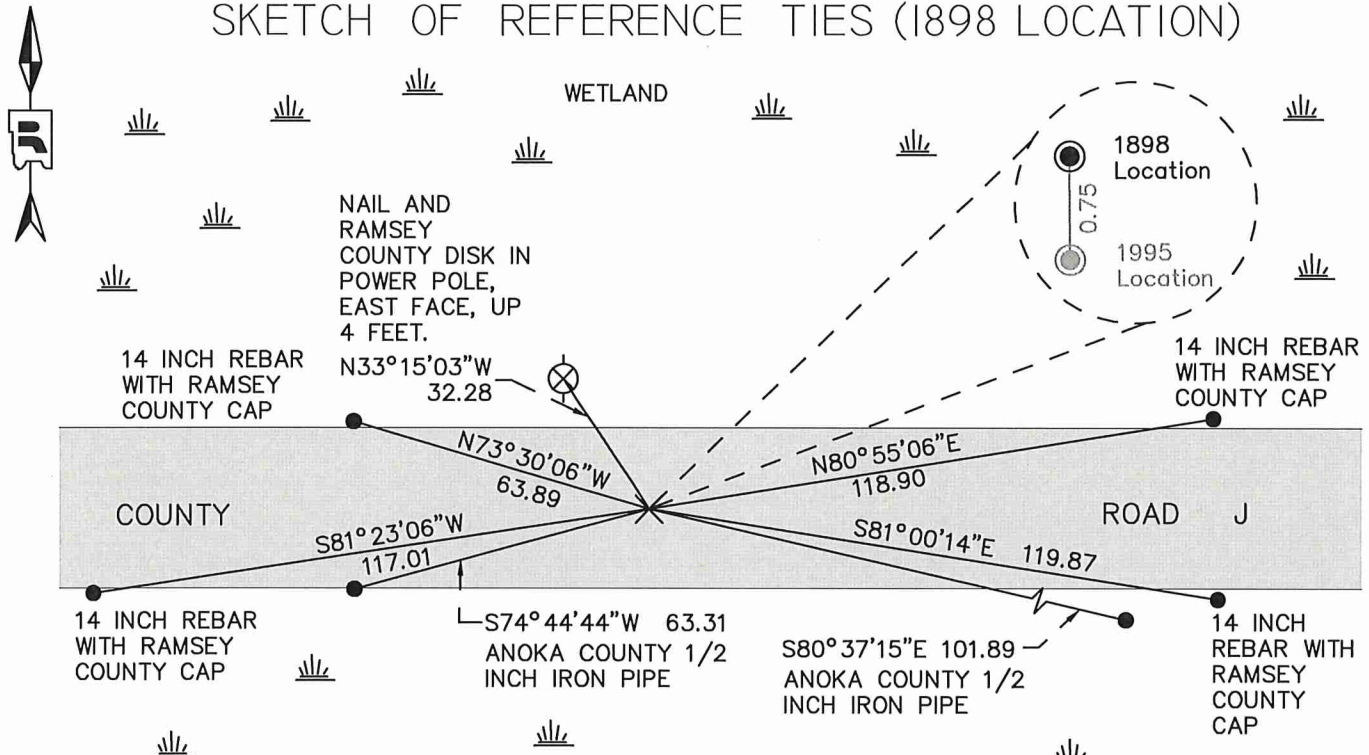 SKETCH OF REFERENCE TIES (1898 LOCATION)
R
WETLAND
1898
Location
0.75
1995
Location
NAIL AND
RAMSEY
COUNTY DISK IN
POWER POLE,
EAST FACE, UP
4 FEET.
N33°15'03"W
32.28
14 INCH REBAR
WITH RAMSEY
COUNTY CAP
14 INCH REBAR
WITH RAMSEY
COUNTY CAP
N73°30'06"W
63.89
N80°55'06"E
118.90
COUNTY ROAD J
S81°23'06"W
117.01
S81°00'14"E 119.87
14 INCH REBAR
WITH RAMSEY
COUNTY CAP
S74°44'44"W 63.31
ANOKA COUNTY 1/2
INCH IRON PIPE
S80°37'15"E 101.89
ANOKA COUNTY 1/2
INCH IRON PIPE
14 INCH
REBAR WITH
RAMSEY
COUNTY
CAP